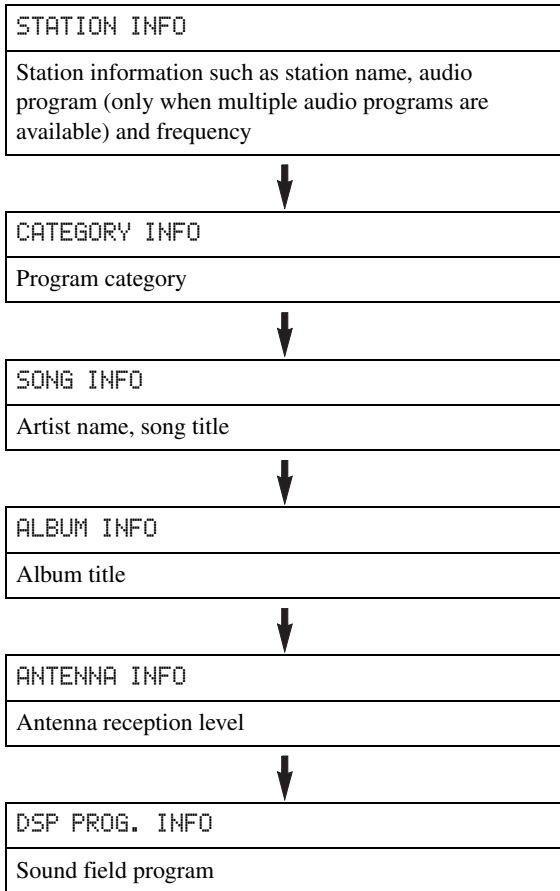 STATION INFO
Station information such as station name, audio
program (only when multiple audio programs are
available) and frequency
CATEGORY INFO
Program category
SONG INFO
Artist name, song title
ALBUM INFO
Album title
ANTENNA INFO
Antenna reception level
DSP PROG. INFO
Sound field program